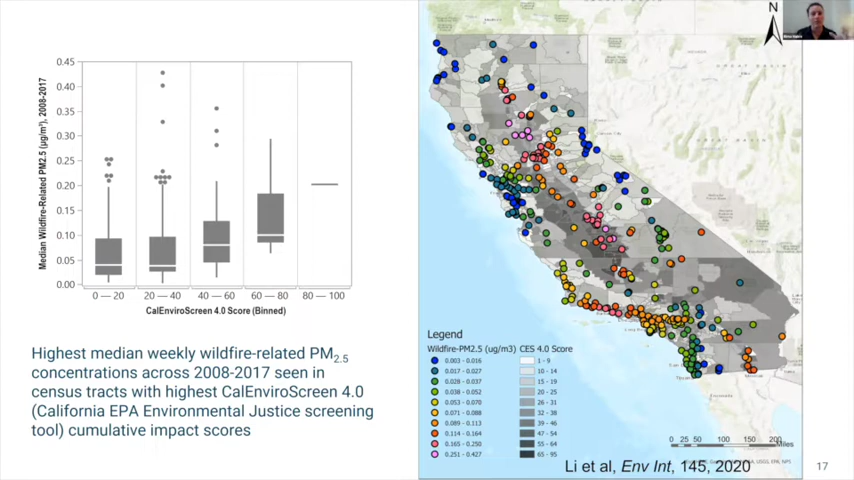 Median Wildfire-Related PM2.5 (µg/m³), 2008-2017
0.45
0.40
0.35
0.30
0.25
0.20
0.15
0.10
0.05
0.00
0 — 20
20 — 40
40 — 60
60 — 80
80 — 100
CalEnviroScreen 4.0 Score (Binned)
Highest median weekly wildfire-related PM2.5
concentrations across 2008-2017 seen in
census tracts with highest CalEnviroScreen 4.0
(California EPA Environmental Justice screening
tool) cumulative impact scores
N
GREAT BASIN
Legend
Wildfire-PM2.5 (ug/m3) CES 4.0 Score
0.003 - 0.016 1 - 9
0.017 - 0.027 10 - 14
0.028 - 0.037 15 - 19
0.038 - 0.052 20 - 25
0.053 - 0.070 26 - 31
0.071 - 0.088 32 - 38
0.089 - 0.113 39 - 46
0.114 - 0.164 47 - 54
0.165 - 0.250 55 - 64
0.251 - 0.427 65 - 95
0 25 50 100 150 200
Miles
USGS, EPA, NPS
Li et al, Env Int, 145, 2020
17